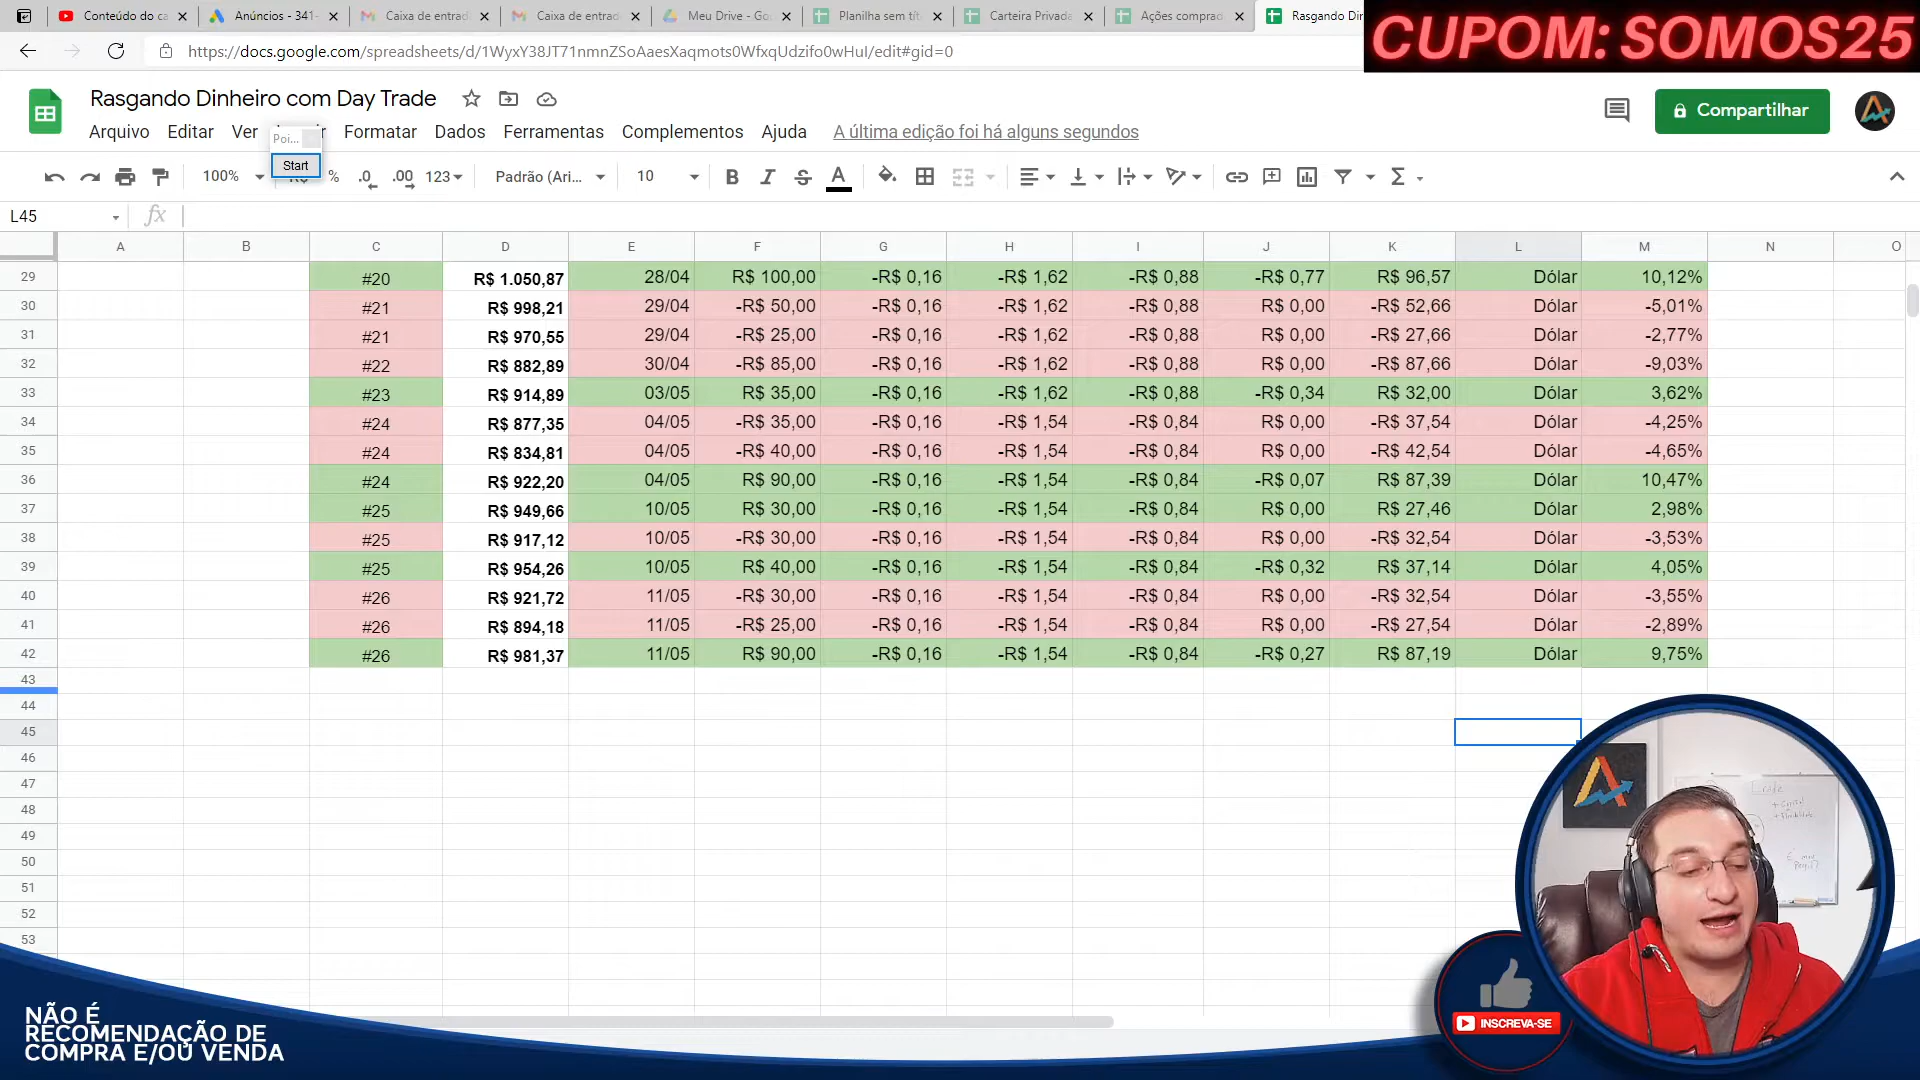 Conteúdo do ca
Anúncios - 341-
Caixa de entrad
Caixa de entrad
Meu Drive - Goo
Planilha sem tít
Carteira Privada
Ações comprad
Rasgando Din
CUPOM: SOMOS25
https://docs.google.com/spreadsheets/d/1WyxY38JT71nmnZSoAaesXaqmots0WfxqUdzifo0wHuI/edit#gid=0
Rasgando Dinheiro com Day Trade
Arquivo Editar Ver Formatar Dados Ferramentas Complementos Ajuda A última edição foi há alguns segundos
Compartilhar
Poi...
Start
100% % .0 .00 123 Padrão (Ari... 10
L45 fx
A B C D E F G H I J K L M N O
29 #20 R$ 1.050,87 28/04 R$ 100,00 -R$ 0,16 -R$ 1,62 -R$ 0,88 -R$ 0,77 R$ 96,57 Dólar 10,12%
30 #21 R$ 998,21 29/04 -R$ 50,00 -R$ 0,16 -R$ 1,62 -R$ 0,88 R$ 0,00 -R$ 52,66 Dólar -5,01%
31 #21 R$ 970,55 29/04 -R$ 25,00 -R$ 0,16 -R$ 1,62 -R$ 0,88 R$ 0,00 -R$ 27,66 Dólar -2,77%
32 #22 R$ 882,89 30/04 -R$ 85,00 -R$ 0,16 -R$ 1,62 -R$ 0,88 R$ 0,00 -R$ 87,66 Dólar -9,03%
33 #23 R$ 914,89 03/05 R$ 35,00 -R$ 0,16 -R$ 1,62 -R$ 0,88 -R$ 0,34 R$ 32,00 Dólar 3,62%
34 #24 R$ 877,35 04/05 -R$ 35,00 -R$ 0,16 -R$ 1,54 -R$ 0,84 R$ 0,00 -R$ 37,54 Dólar -4,25%
35 #24 R$ 834,81 04/05 -R$ 40,00 -R$ 0,16 -R$ 1,54 -R$ 0,84 R$ 0,00 -R$ 42,54 Dólar -4,65%
36 #24 R$ 922,20 04/05 R$ 90,00 -R$ 0,16 -R$ 1,54 -R$ 0,84 -R$ 0,07 R$ 87,39 Dólar 10,47%
37 #25 R$ 949,66 10/05 R$ 30,00 -R$ 0,16 -R$ 1,54 -R$ 0,84 R$ 0,00 R$ 27,46 Dólar 2,98%
38 #25 R$ 917,12 10/05 -R$ 30,00 -R$ 0,16 -R$ 1,54 -R$ 0,84 R$ 0,00 -R$ 32,54 Dólar -3,53%
39 #25 R$ 954,26 10/05 R$ 40,00 -R$ 0,16 -R$ 1,54 -R$ 0,84 -R$ 0,32 R$ 37,14 Dólar 4,05%
40 #26 R$ 921,72 11/05 -R$ 30,00 -R$ 0,16 -R$ 1,54 -R$ 0,84 R$ 0,00 -R$ 32,54 Dólar -3,55%
41 #26 R$ 894,18 11/05 -R$ 25,00 -R$ 0,16 -R$ 1,54 -R$ 0,84 R$ 0,00 -R$ 27,54 Dólar -2,89%
42 #26 R$ 981,37 11/05 R$ 90,00 -R$ 0,16 -R$ 1,54 -R$ 0,84 -R$ 0,27 R$ 87,19 Dólar 9,75%
43
44
45
46
47
48
49
50
51
52
53
INSCREVA-SE
NÃO É
RECOMENDAÇÃO DE
COMPRA E/OU VENDA